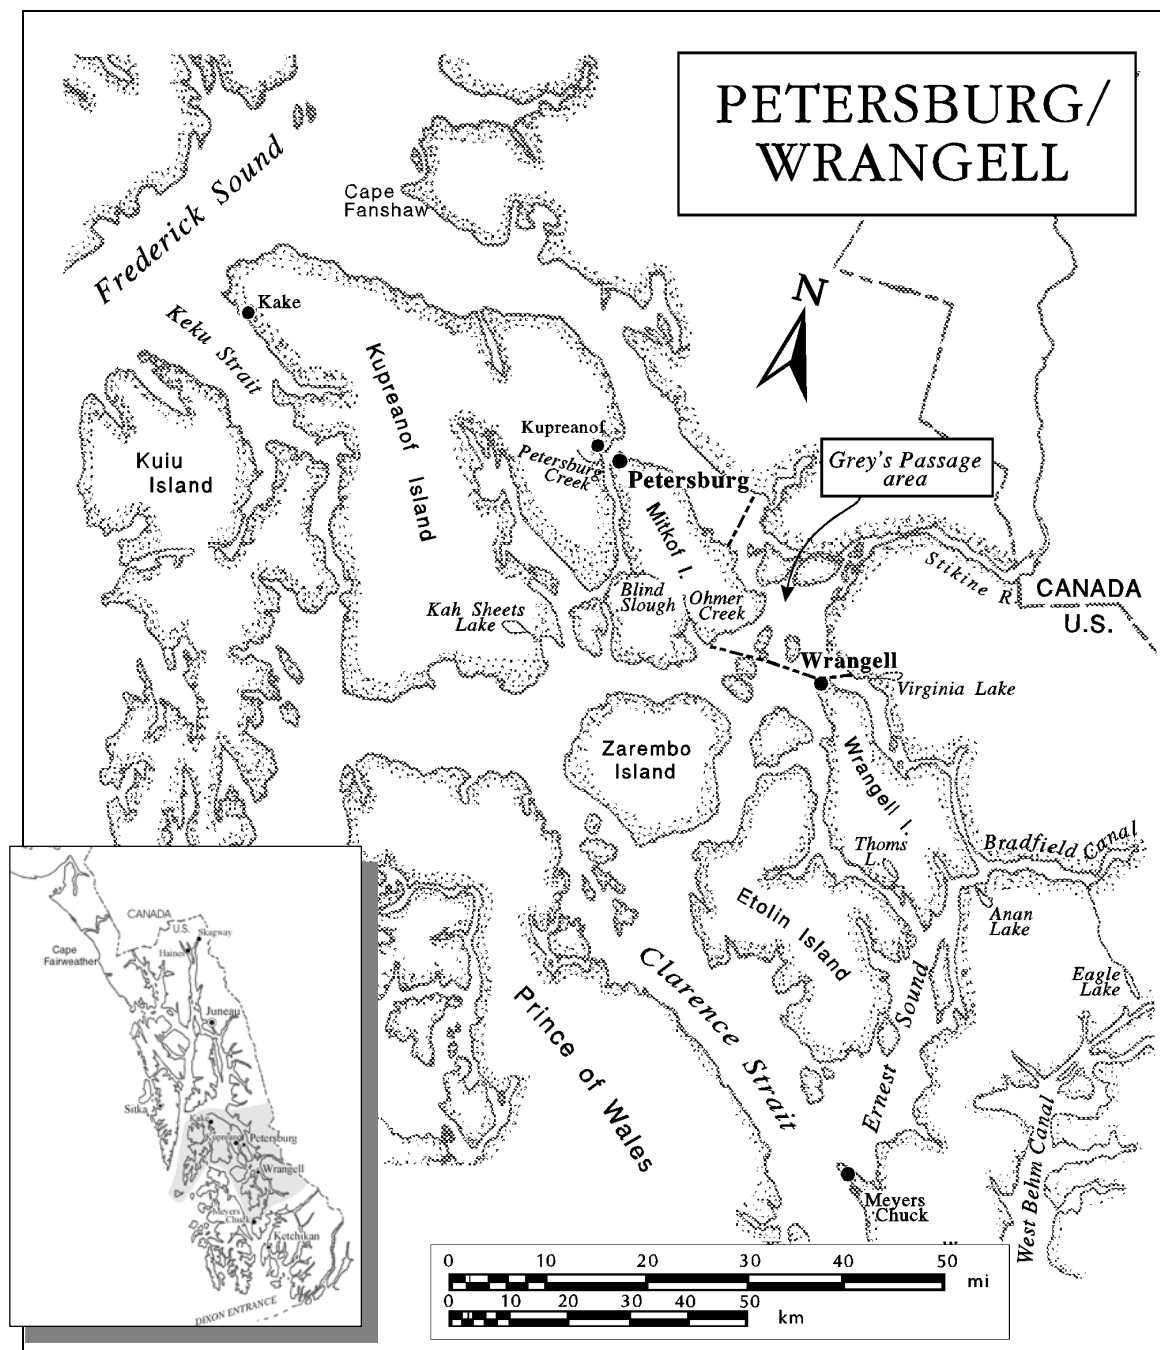 PETERSBURG/
WRANGELL
Frederick Sound
Cape
Fanshaw
N
Kake
Keku Strait
Kupreanof Island
Kuiu
Island
Kupreanof
Petersburg
Creek
Petersburg
Mitkof I.
Grey's Passage
area
Stikine R
CANADA
U.S.
Blind
Slough
Ohmer
Creek
Kah Sheets
Lake
Wrangell
Virginia Lake
Zarembo
Island
Wrangell I.
Thoms
L.
Bradfield Canal
Etolin Island
Anan
Lake
Eagle
Lake
Clarence Strait
Prince of Wales
Ernest Sound
West Behm Canal
Meyers
Chuck
CANADA
U.S.
Skagway
Haines
Cape
Fairweather
Juneau
Sitka
Kake
Kupreanof
Petersburg
Wrangell
Meyers
Chuck
Ketchikan
DIXON ENTRANCE
0 10 20 30 40 50
mi
0 10 20 30 40 50
km